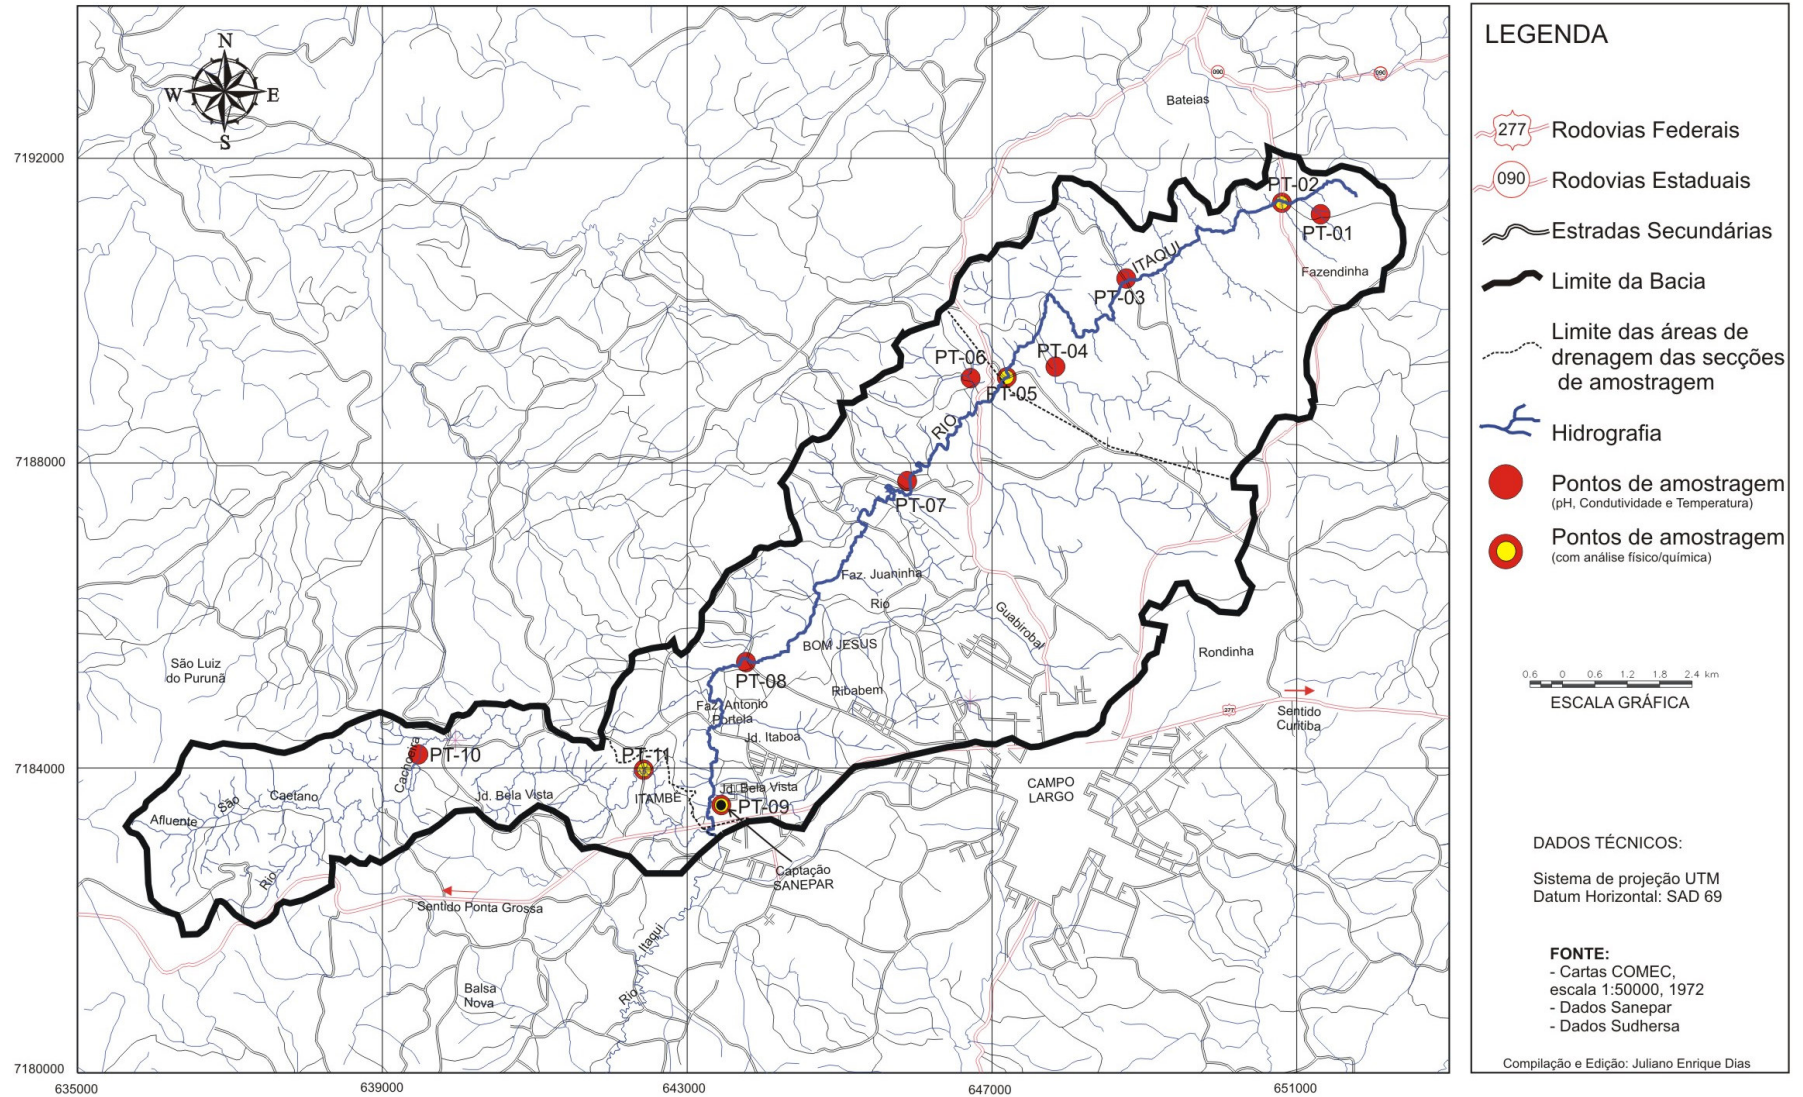 N
W
E
S
7192000
7188000
7184000
7180000
635000
639000
643000
647000
651000
090
090
Bateias
PT-02
PT-01
Fazendinha
ITAQUI
PT-03
PT-04
PT-06
PT-05
RIO
PT-07
Faz. Juaninha
Rio
Guabirobal
BOM JESUS
Rondinha
São Luiz
do Purunã
PT-08
Ribabem
Faz. Antonio
Portela
Jd. Itaboa
277
Sentido
Curitiba
PT-10
Cachoeira
PT-11
Jd. Bela Vista
ITAMBÉ
Jd. Bela Vista
PT-09
CAMPO
LARGO
São
Caetano
Afluente
Rio
Captação
SANEPAR
Sentido Ponta Grossa
Itaqui
Rio
Balsa
Nova
LEGENDA
277 Rodovias Federais
090 Rodovias Estaduais
Estradas Secundárias
Limite da Bacia
Limite das áreas de
drenagem das secções
de amostragem
Hidrografia
Pontos de amostragem
(pH, Condutividade e Temperatura)
Pontos de amostragem
(com análise físico/química)
0.6 0 0.6 1.2 1.8 2.4 km
ESCALA GRÁFICA
DADOS TÉCNICOS:
Sistema de projeção UTM
Datum Horizontal: SAD 69
FONTE:
- Cartas COMEC,
escala 1:50000, 1972
- Dados Sanepar
- Dados Sudhersa
Compilação e Edição: Juliano Enrique Dias